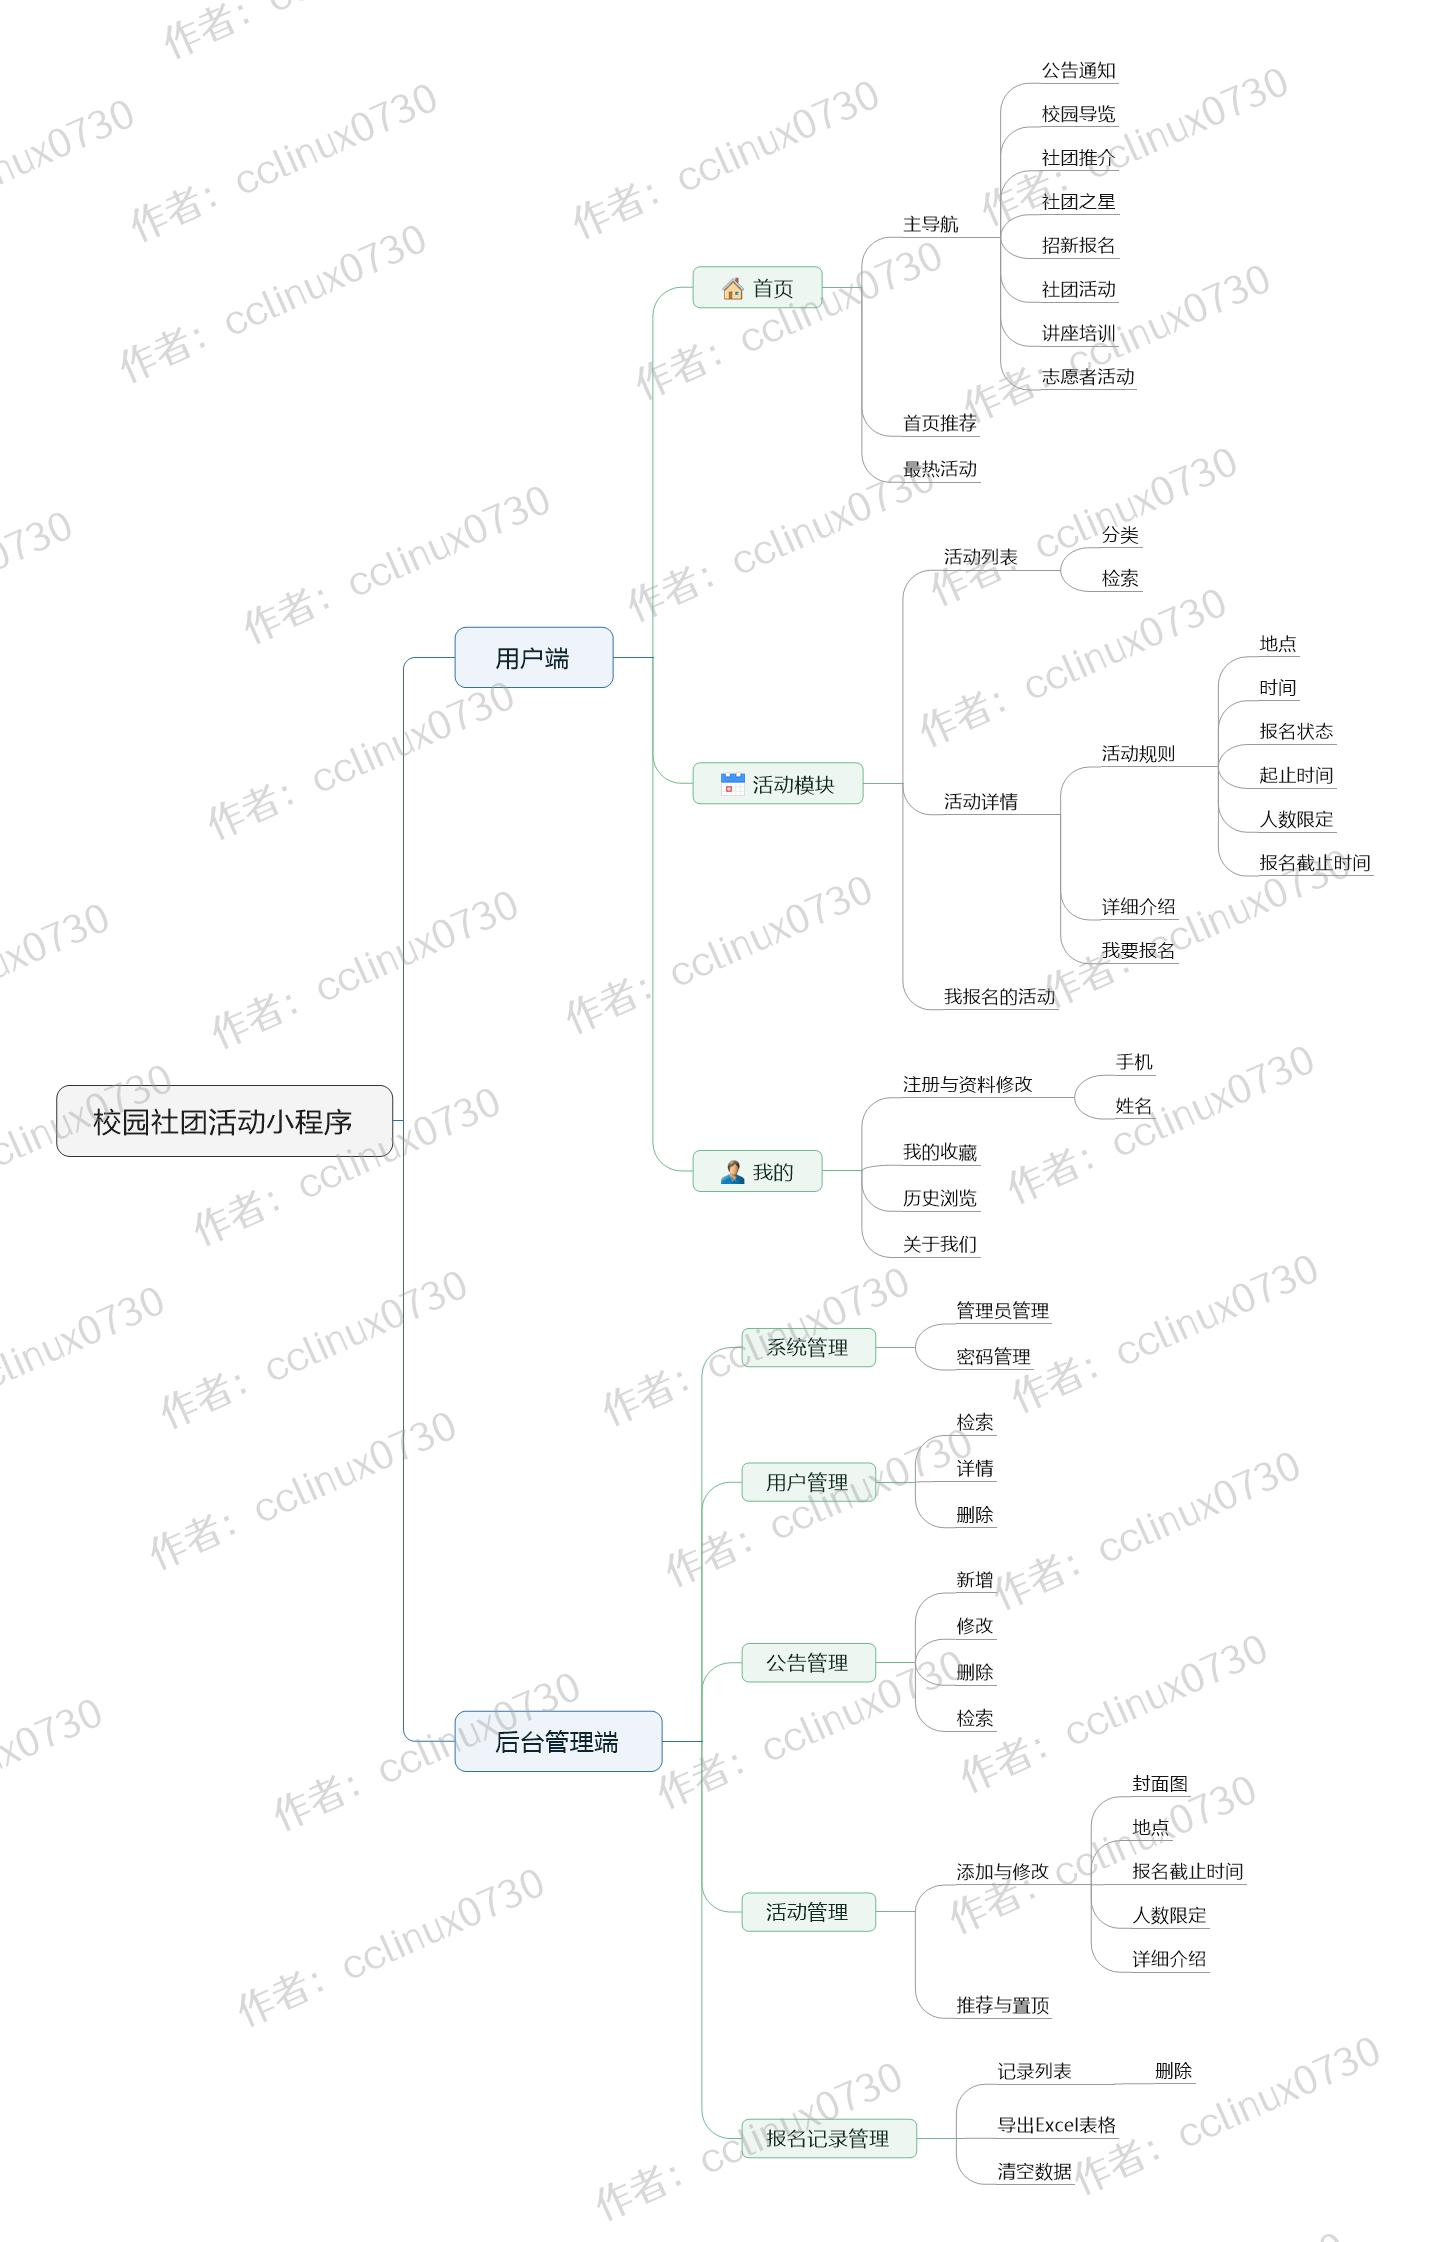 校园社团活动小程序
用户端
首页
主导航
公告通知
校园导览
社团推介
社团之星
招新报名
社团活动
讲座培训
志愿者活动
首页推荐
最热活动
活动模块
活动列表
分类
检索
活动详情
活动规则
地点
时间
报名状态
起止时间
人数限定
报名截止时间
详细介绍
我要报名
我报名的活动
我的
注册与资料修改
手机
姓名
我的收藏
历史浏览
关于我们
后台管理端
系统管理
管理员管理
密码管理
用户管理
检索
详情
删除
公告管理
新增
修改
删除
检索
活动管理
添加与修改
封面图
地点
报名截止时间
人数限定
详细介绍
推荐与置顶
报名记录管理
记录列表
删除
导出Excel表格
清空数据
作者：cclinux0730